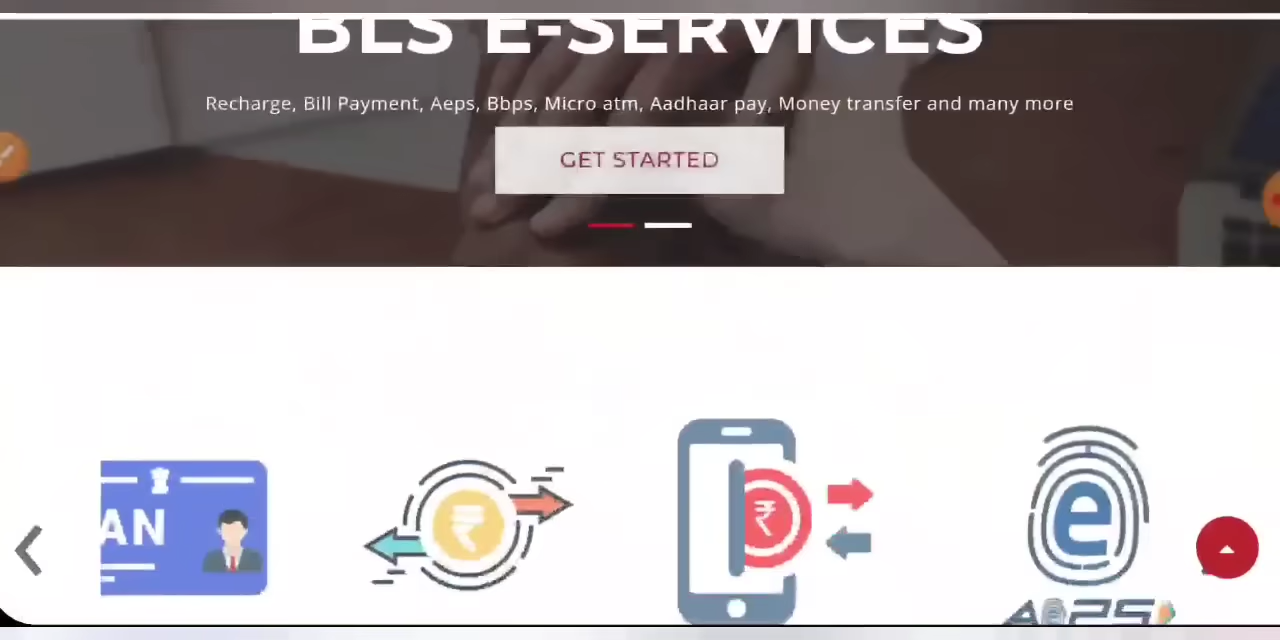 BLS E-SERVICES
Recharge, Bill Payment, Aeps, Bbps, Micro atm, Aadhaar pay, Money transfer and many more
GET STARTED
AN
e